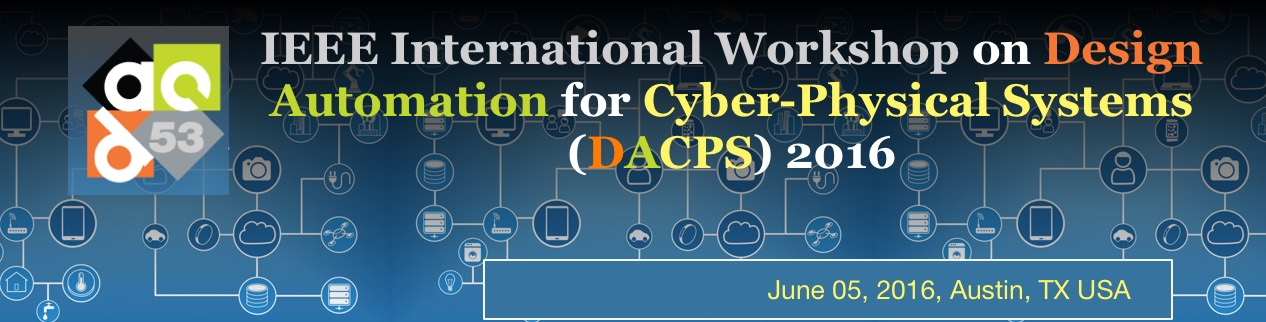 IEEE International Workshop on Design
Automation for Cyber-Physical Systems
(DACPS) 2016
dac
53
June 05, 2016, Austin, TX USA